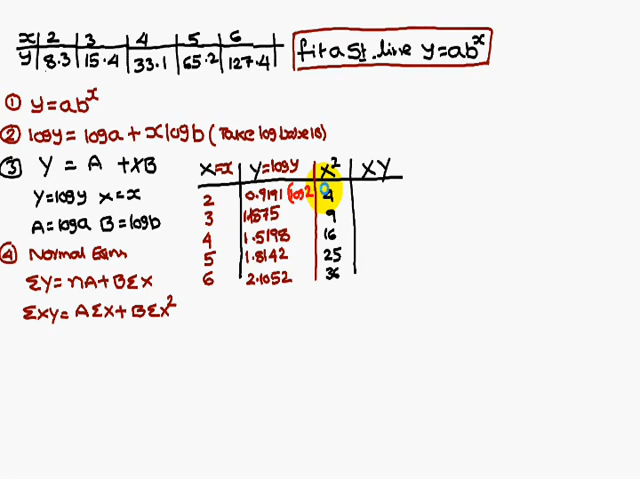 x 2 3 4 5 6
y 8.3 15.4 33.1 65.2 127.4
fit a st. line y=ab^x
① y=ab^x
② log y = log a + x log b (Take log base 10)
③ Y = A + XB
Y=log y X=x
A=log a B=log b
④ Normal Eqns
ΣY= nA+BΣX
ΣXY= AΣX+BΣX²
X=x Y=log y X² XY
2 0.9191 (log 2 4
3 1.1875 9
4 1.5198 16
5 1.8142 25
6 2.1052 36